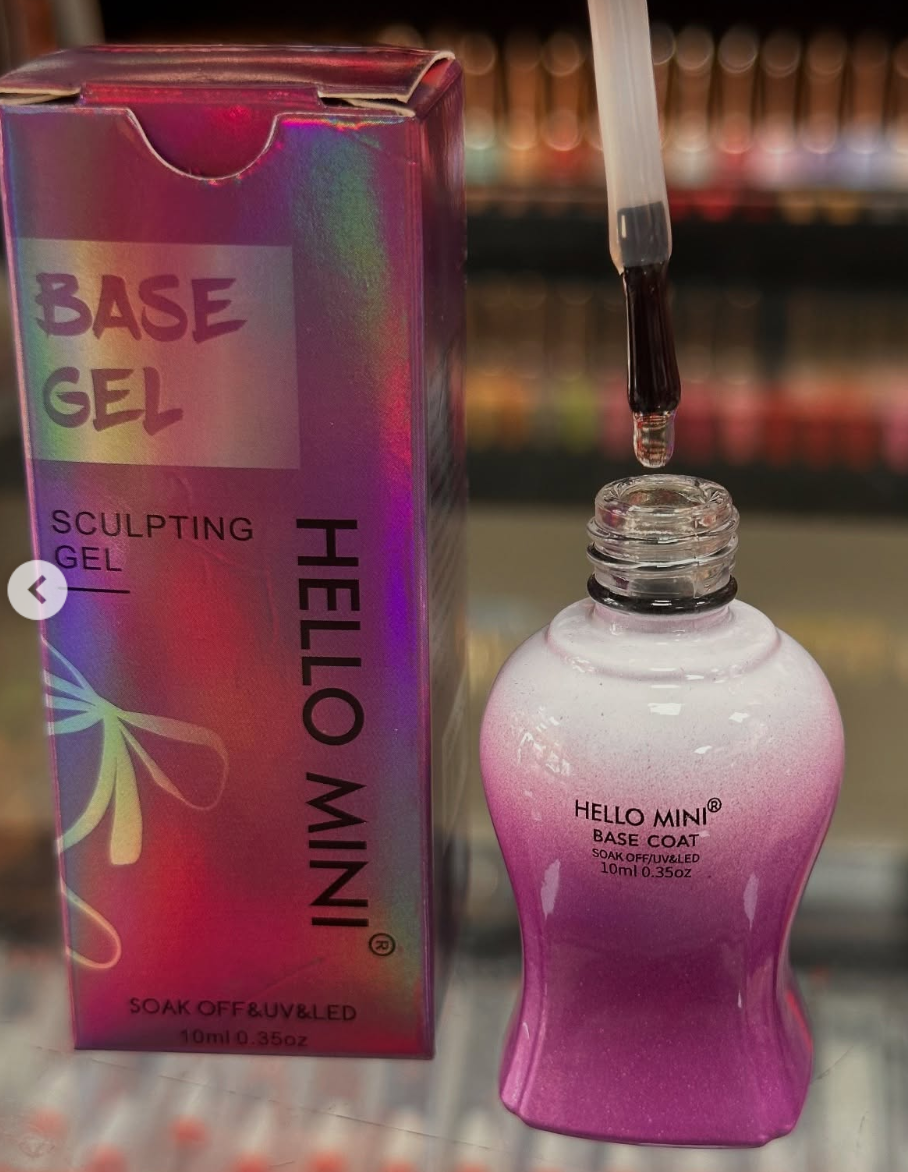 BASE
GEL
SCULPTING
GEL
HELLO MINI®
SOAK OFF&UV&LED
10ml 0.35oz
HELLO MINI®
BASE COAT
SOAK OFF/UV&LED
10ml 0.35oz